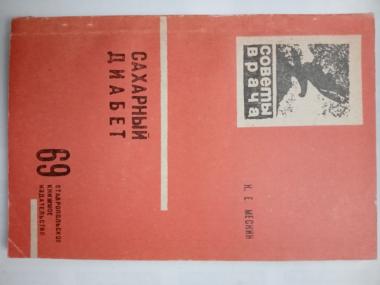 советы
врача
Н. Е. МЕСКИН
САХАРНЫЙ
ДИАБЕТ
69
СТАВРОПОЛЬСКОЕ
КНИЖНОЕ
ИЗДАТЕЛЬСТВО